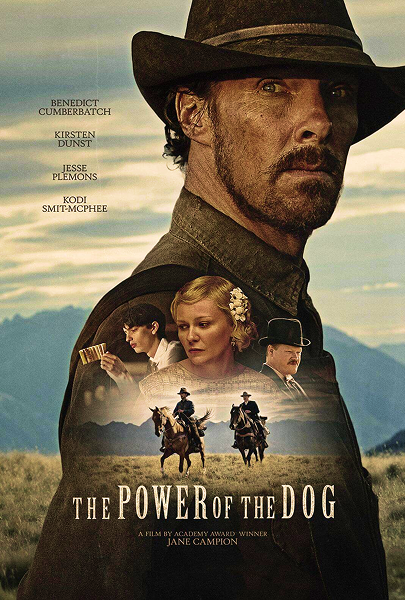 BENEDICT
CUMBERBATCH
KIRSTEN
DUNST
JESSE
PLEMONS
KODI
SMIT-MCPHEE
THE POWER OF THE DOG
A FILM BY ACADEMY AWARD WINNER
JANE CAMPION